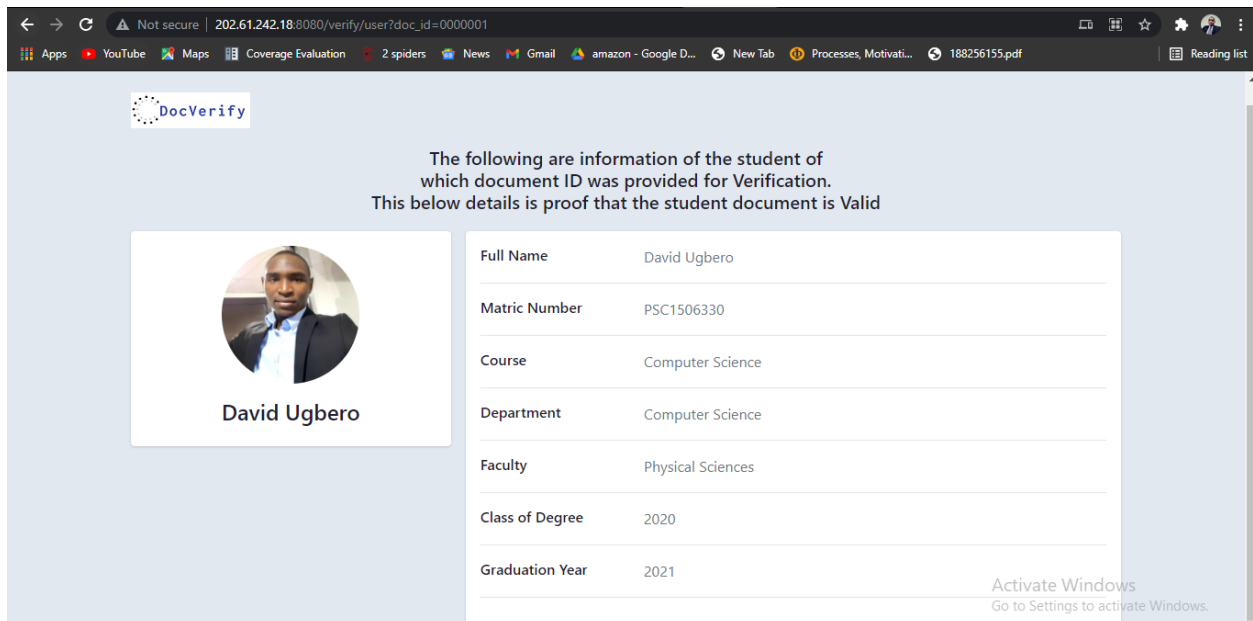 Not secure | 202.61.242.18:8080/verify/user?doc_id=0000001
Apps YouTube Maps Coverage Evaluation 2 spiders News Gmail amazon - Google D... New Tab Processes, Motivati... 188256155.pdf Reading list
DocVerify
The following are information of the student of
which document ID was provided for Verification.
This below details is proof that the student document is Valid
David Ugbero
Full Name David Ugbero
Matric Number PSC1506330
Course Computer Science
Department Computer Science
Faculty Physical Sciences
Class of Degree 2020
Graduation Year 2021
Activate Windows
Go to Settings to activate Windows.